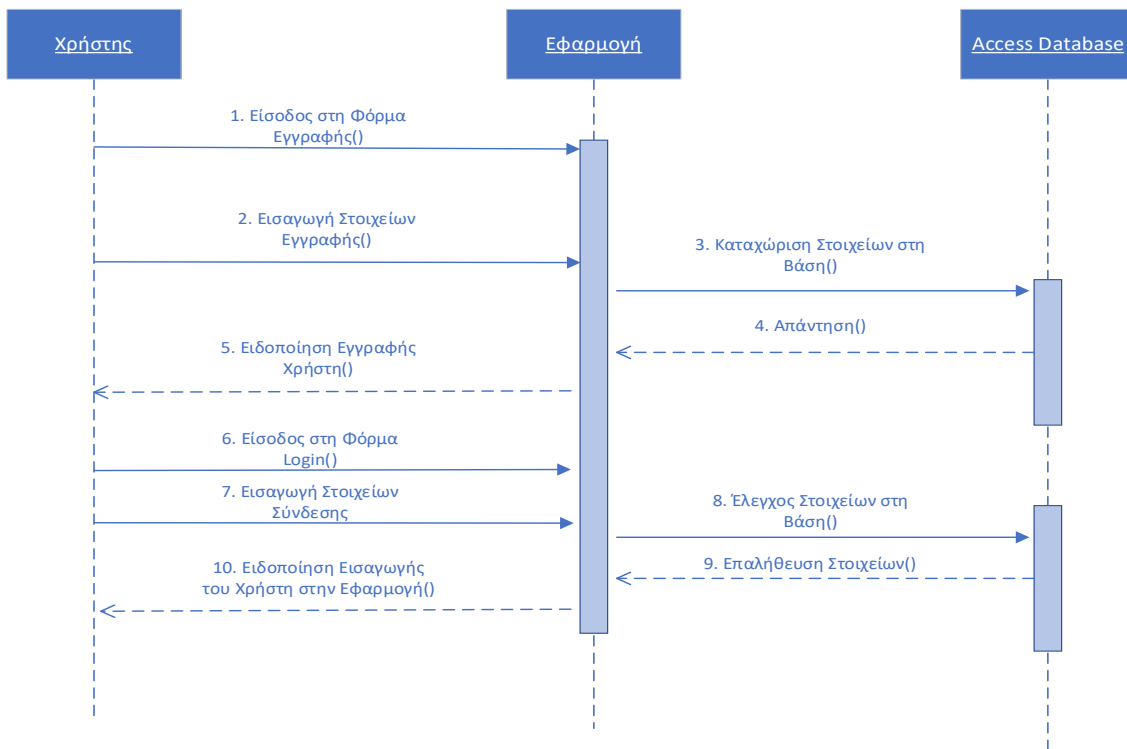 Χρήστης
Εφαρμογή
Access Database
1. Είσοδος στη Φόρμα
Εγγραφής()
2. Εισαγωγή Στοιχείων
Εγγραφής()
3. Καταχώριση Στοιχείων στη
Βάση()
4. Απάντηση()
5. Ειδοποίηση Εγγραφής
Χρήστη()
6. Είσοδος στη Φόρμα
Login()
7. Εισαγωγή Στοιχείων
Σύνδεσης
8. Έλεγχος Στοιχείων στη
Βάση()
9. Επαλήθευση Στοιχείων()
10. Ειδοποίηση Εισαγωγής
του Χρήστη στην Εφαρμογή()